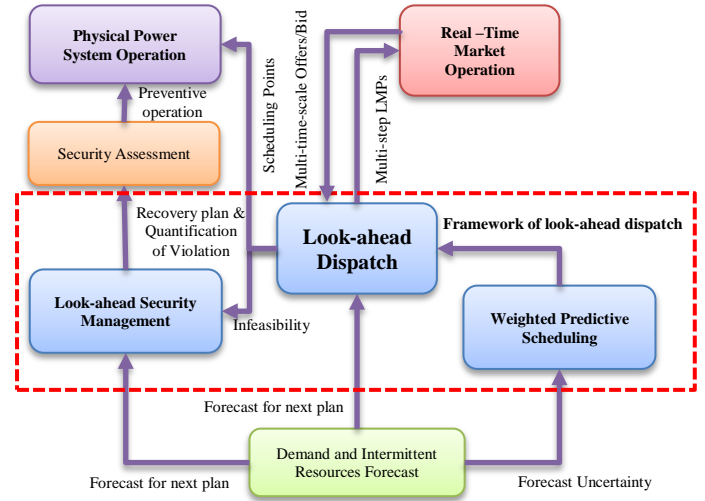 Physical Power
System Operation
Real –Time
Market
Operation
Preventive
operation
Scheduling Points
Multi-time-scale Offers/Bid
Multi-step LMPs
Security Assessment
Recovery plan &
Quantification
of Violation
Framework of look-ahead dispatch
Look-ahead
Dispatch
Look-ahead Security
Management
Infeasibility
Weighted Predictive
Scheduling
Forecast for next plan
Demand and Intermittent
Resources Forecast
Forecast for next plan
Forecast Uncertainty